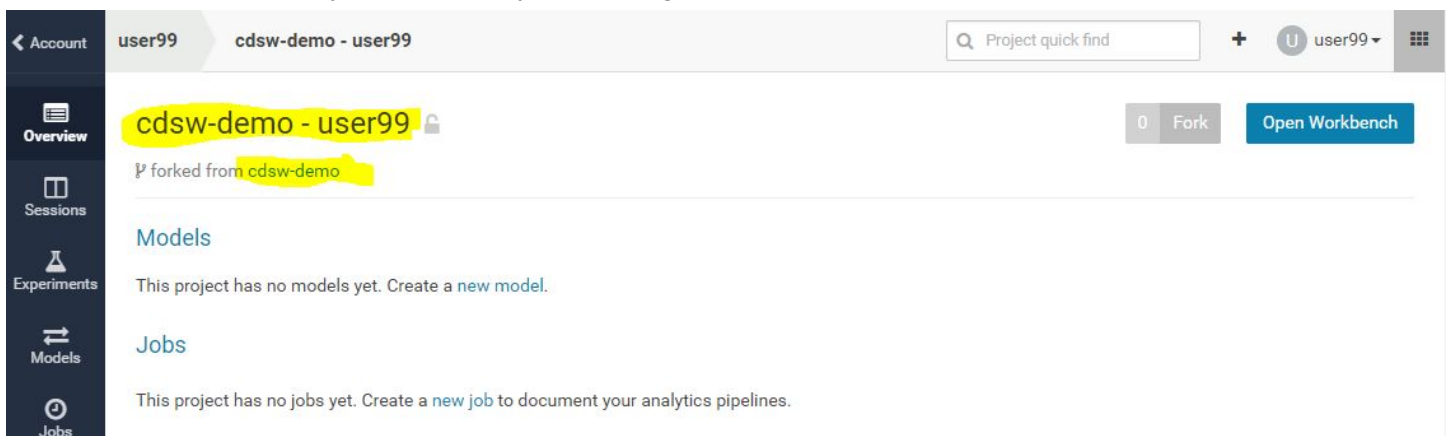 Account
user99
cdsw-demo - user99
Project quick find
+
U
user99
Overview
cdsw-demo - user99
0 Fork
Open Workbench
forked from cdsw-demo
Sessions
Models
Experiments
This project has no models yet. Create a new model.
Models
Jobs
This project has no jobs yet. Create a new job to document your analytics pipelines.
Jobs